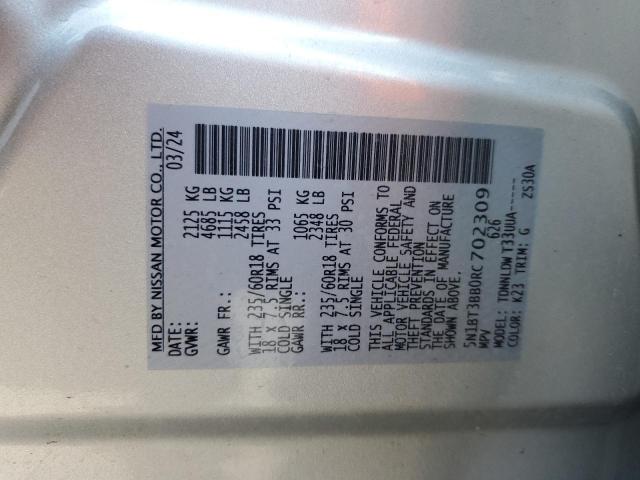 MFD BY NISSAN MOTOR CO., LTD.
DATE: 03/24
GVWR: 2125 KG
4685 LB
GAWR FR.: 1115 KG
2458 LB
WITH 235/60R18 TIRES
18 x 7.5 RIMS AT 33 PSI
COLD SINGLE
GAWR RR.: 1065 KG
2348 LB
WITH 235/60R18 TIRES
18 X 7.5 RIMS AT 30 PSI
COLD SINGLE
THIS VEHICLE CONFORMS TO
ALL APPLICABLE FEDERAL
MOTOR VEHICLE SAFETY AND
THEFT PREVENTION
STANDARDS IN EFFECT ON
THE DATE OF MANUFACTURE
SHOWN ABOVE.
5N1BT3BB0RC702309
MPV 626
MODEL: TDNNLDWT33UUA-----
COLOR: K23 TRIM: G ZS30A